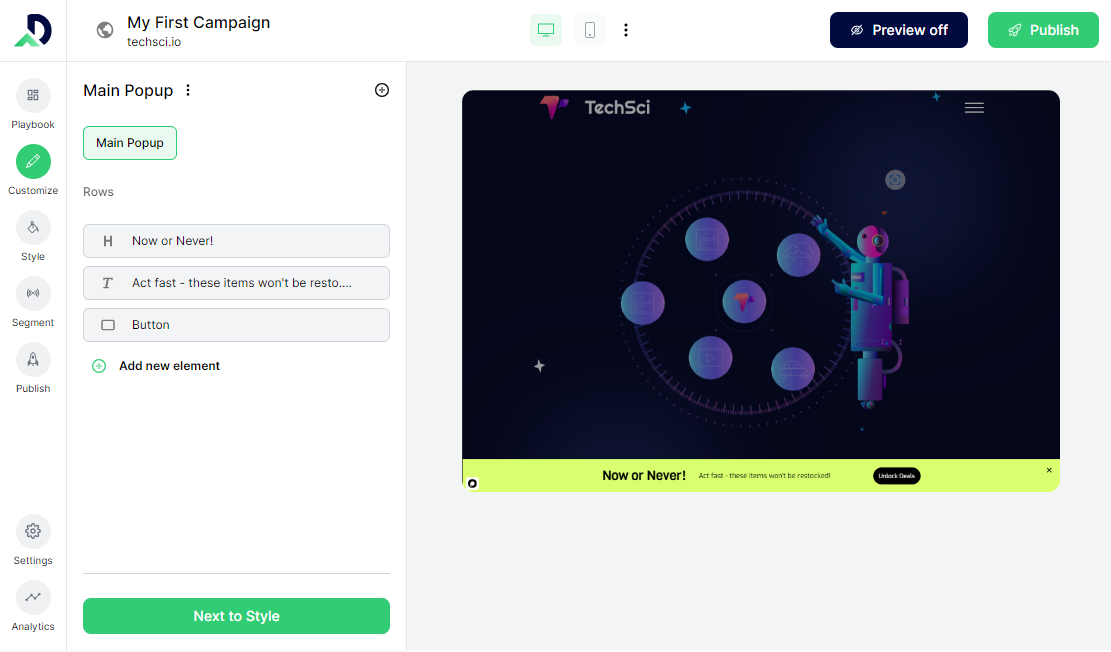 My First Campaign
techsci.io
Preview off
Publish
Playbook
Customize
Style
Segment
Publish
Settings
Analytics
Main Popup
Main Popup
Rows
H Now or Never!
T Act fast - these items won't be resto....
Button
Add new element
Next to Style
TechSci
Now or Never! Act fast - these items won't be restocked! Unlock Deals